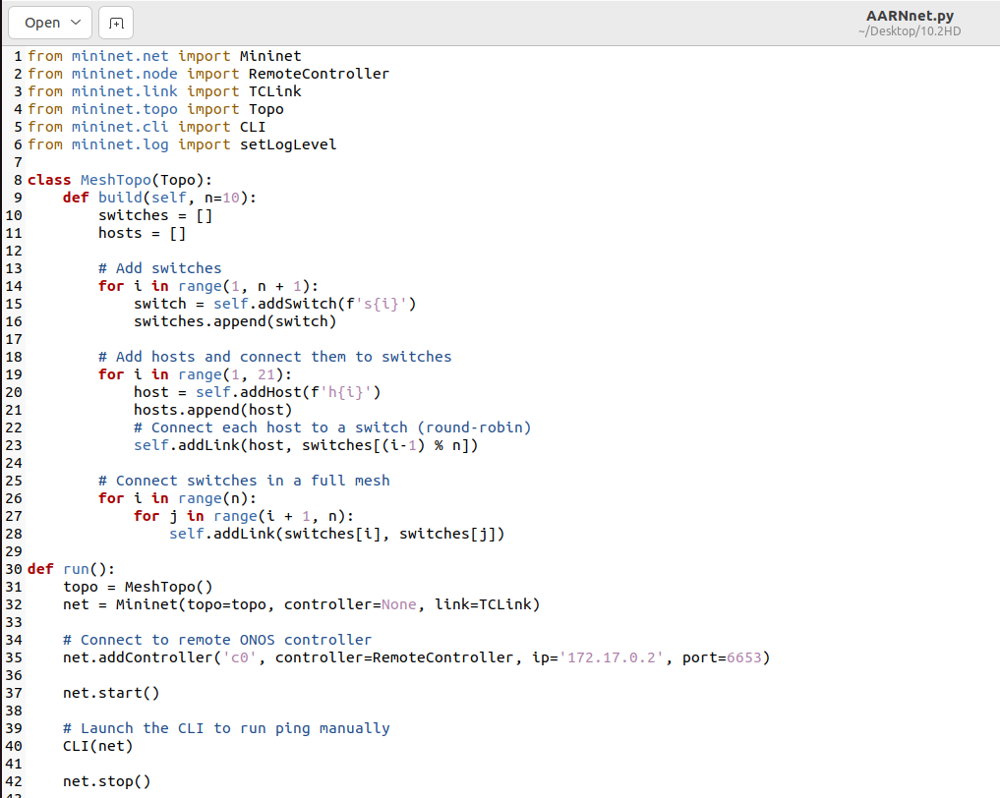 Open
AARNnet.py
~/Desktop/10.2HD
1 from mininet.net import Mininet
2 from mininet.node import RemoteController
3 from mininet.link import TCLink
4 from mininet.topo import Topo
5 from mininet.cli import CLI
6 from mininet.log import setLogLevel
7
8 class MeshTopo(Topo):
9     def build(self, n=10):
10         switches = []
11         hosts = []
12
13         # Add switches
14         for i in range(1, n + 1):
15             switch = self.addSwitch(f's{i}')
16             switches.append(switch)
17
18         # Add hosts and connect them to switches
19         for i in range(1, 21):
20             host = self.addHost(f'h{i}')
21             hosts.append(host)
22             # Connect each host to a switch (round-robin)
23             self.addLink(host, switches[(i-1) % n])
24
25         # Connect switches in a full mesh
26         for i in range(n):
27             for j in range(i + 1, n):
28                 self.addLink(switches[i], switches[j])
29
30 def run():
31     topo = MeshTopo()
32     net = Mininet(topo=topo, controller=None, link=TCLink)
33
34     # Connect to remote ONOS controller
35     net.addController('c0', controller=RemoteController, ip='172.17.0.2', port=6653)
36
37     net.start()
38
39     # Launch the CLI to run ping manually
40     CLI(net)
41
42     net.stop()